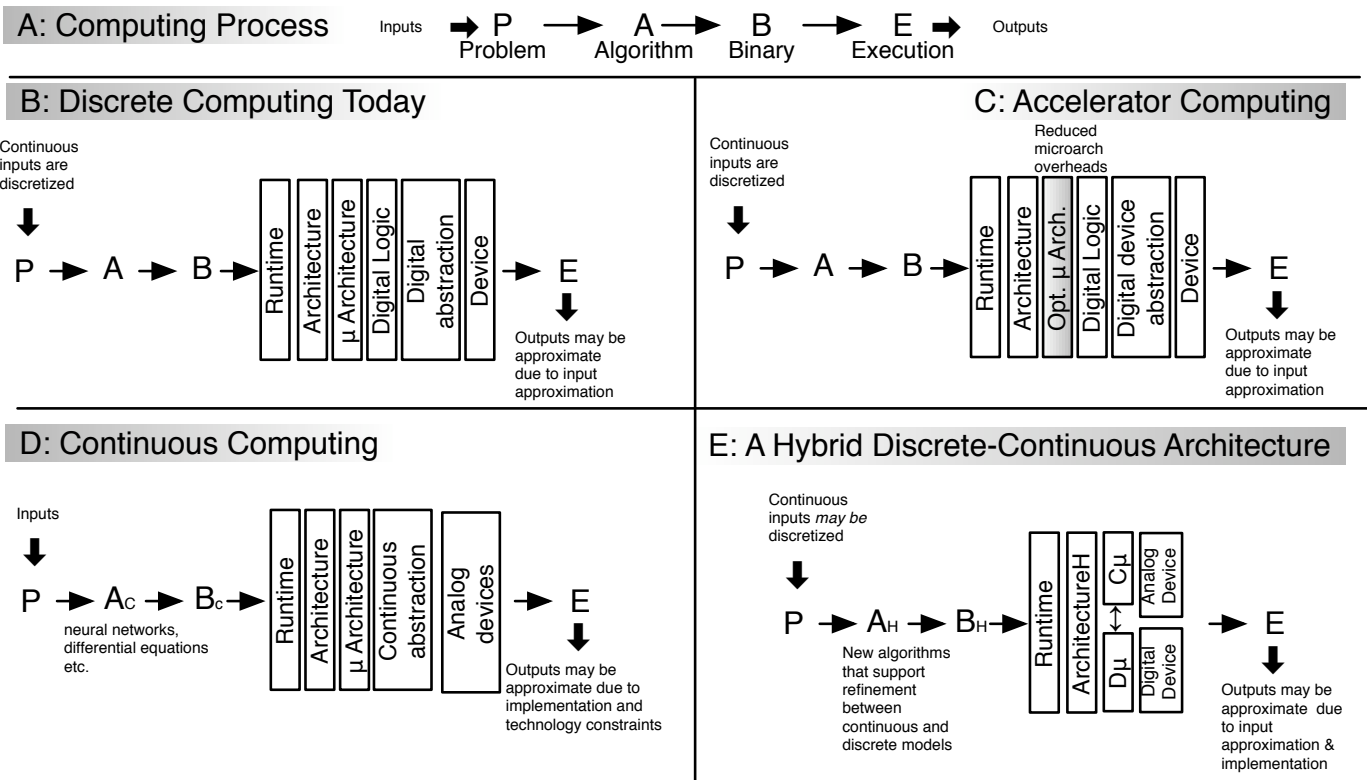 A: Computing Process
Inputs
P
A
B
E
Outputs
Problem
Algorithm
Binary
Execution
B: Discrete Computing Today
Continuous
inputs are
discretized
P
A
B
Runtime
Architecture
µ Architecture
Digital Logic
Digital
abstraction
Device
E
Outputs may be
approximate
due to input
approximation
C: Accelerator Computing
Continuous
inputs are
discretized
Reduced
microarch
overheads
P
A
B
Runtime
Architecture
Opt. µ Arch.
Digital Logic
Digital device
abstraction
Device
E
Outputs may be
approximate
due to input
approximation
D: Continuous Computing
Inputs
P
AC
Bc
neural networks,
differential equations
etc.
Runtime
Architecture
µ Architecture
Continuous
abstraction
Analog
devices
E
Outputs may be
approximate due to
implementation and
technology constraints
E: A Hybrid Discrete-Continuous Architecture
Continuous
inputs may be
discretized
P
AH
BH
New algorithms
that support
refinement
between
continuous and
discrete models
Runtime
ArchitectureH
Cµ
Dµ
Analog
Device
Digital
Device
E
Outputs may be
approximate due
to input
approximation &
implementation